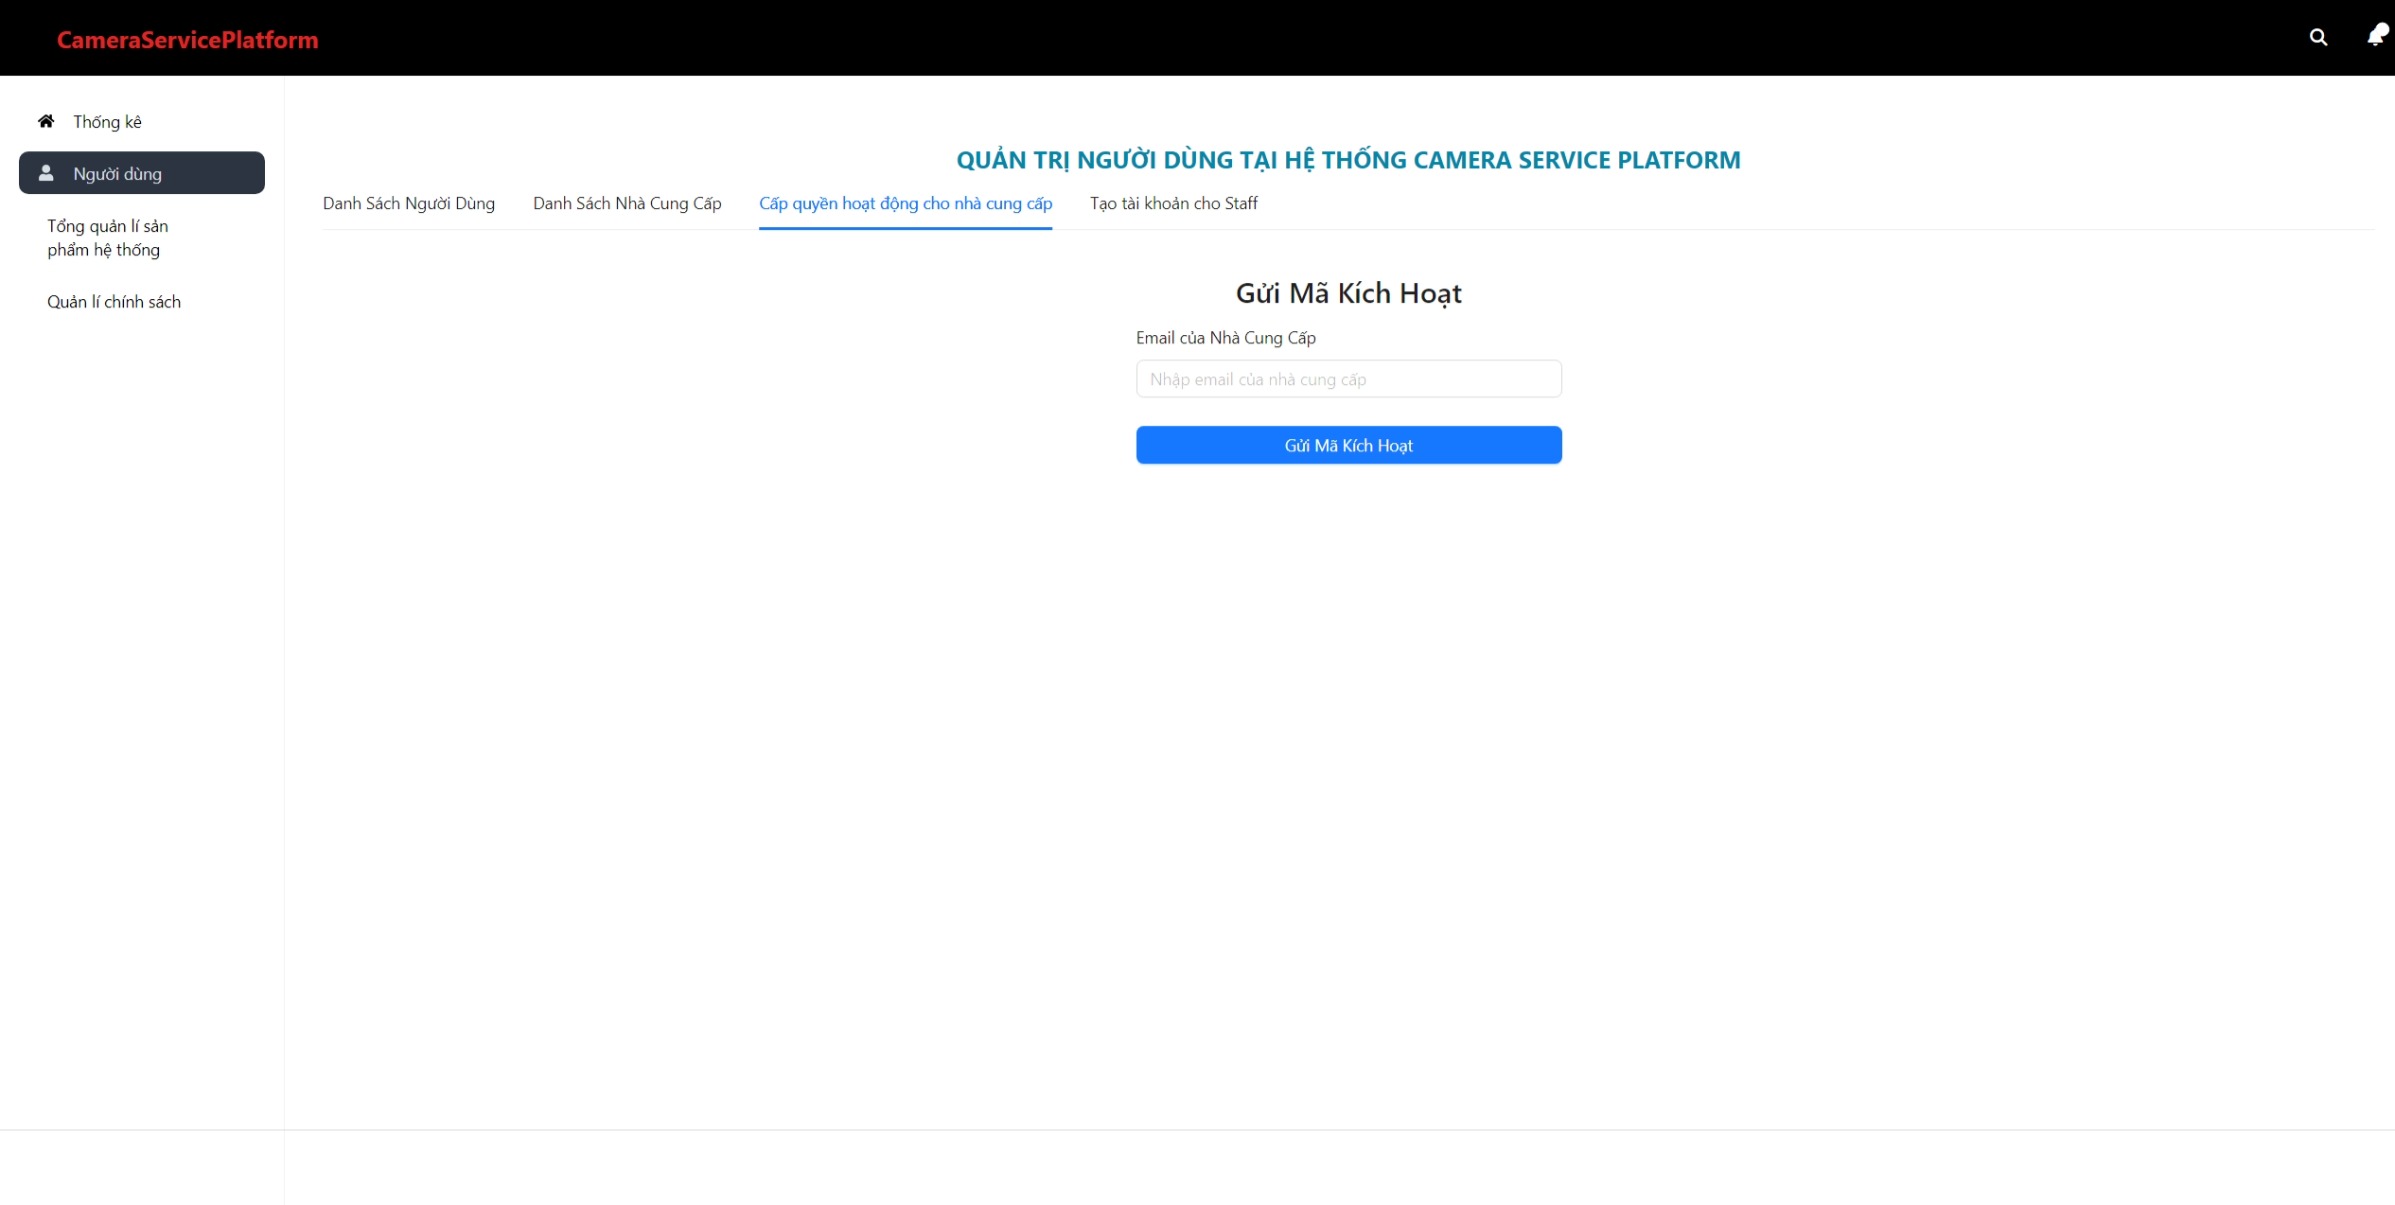 CameraServicePlatform
Thống kê
Người dùng
Tổng quản lí sản
phẩm hệ thống
Quản lí chính sách
QUẢN TRỊ NGƯỜI DÙNG TẠI HỆ THỐNG CAMERA SERVICE PLATFORM
Danh Sách Người Dùng Danh Sách Nhà Cung Cấp Cấp quyền hoạt động cho nhà cung cấp Tạo tài khoản cho Staff
Gửi Mã Kích Hoạt
Email của Nhà Cung Cấp
Nhập email của nhà cung cấp
Gửi Mã Kích Hoạt